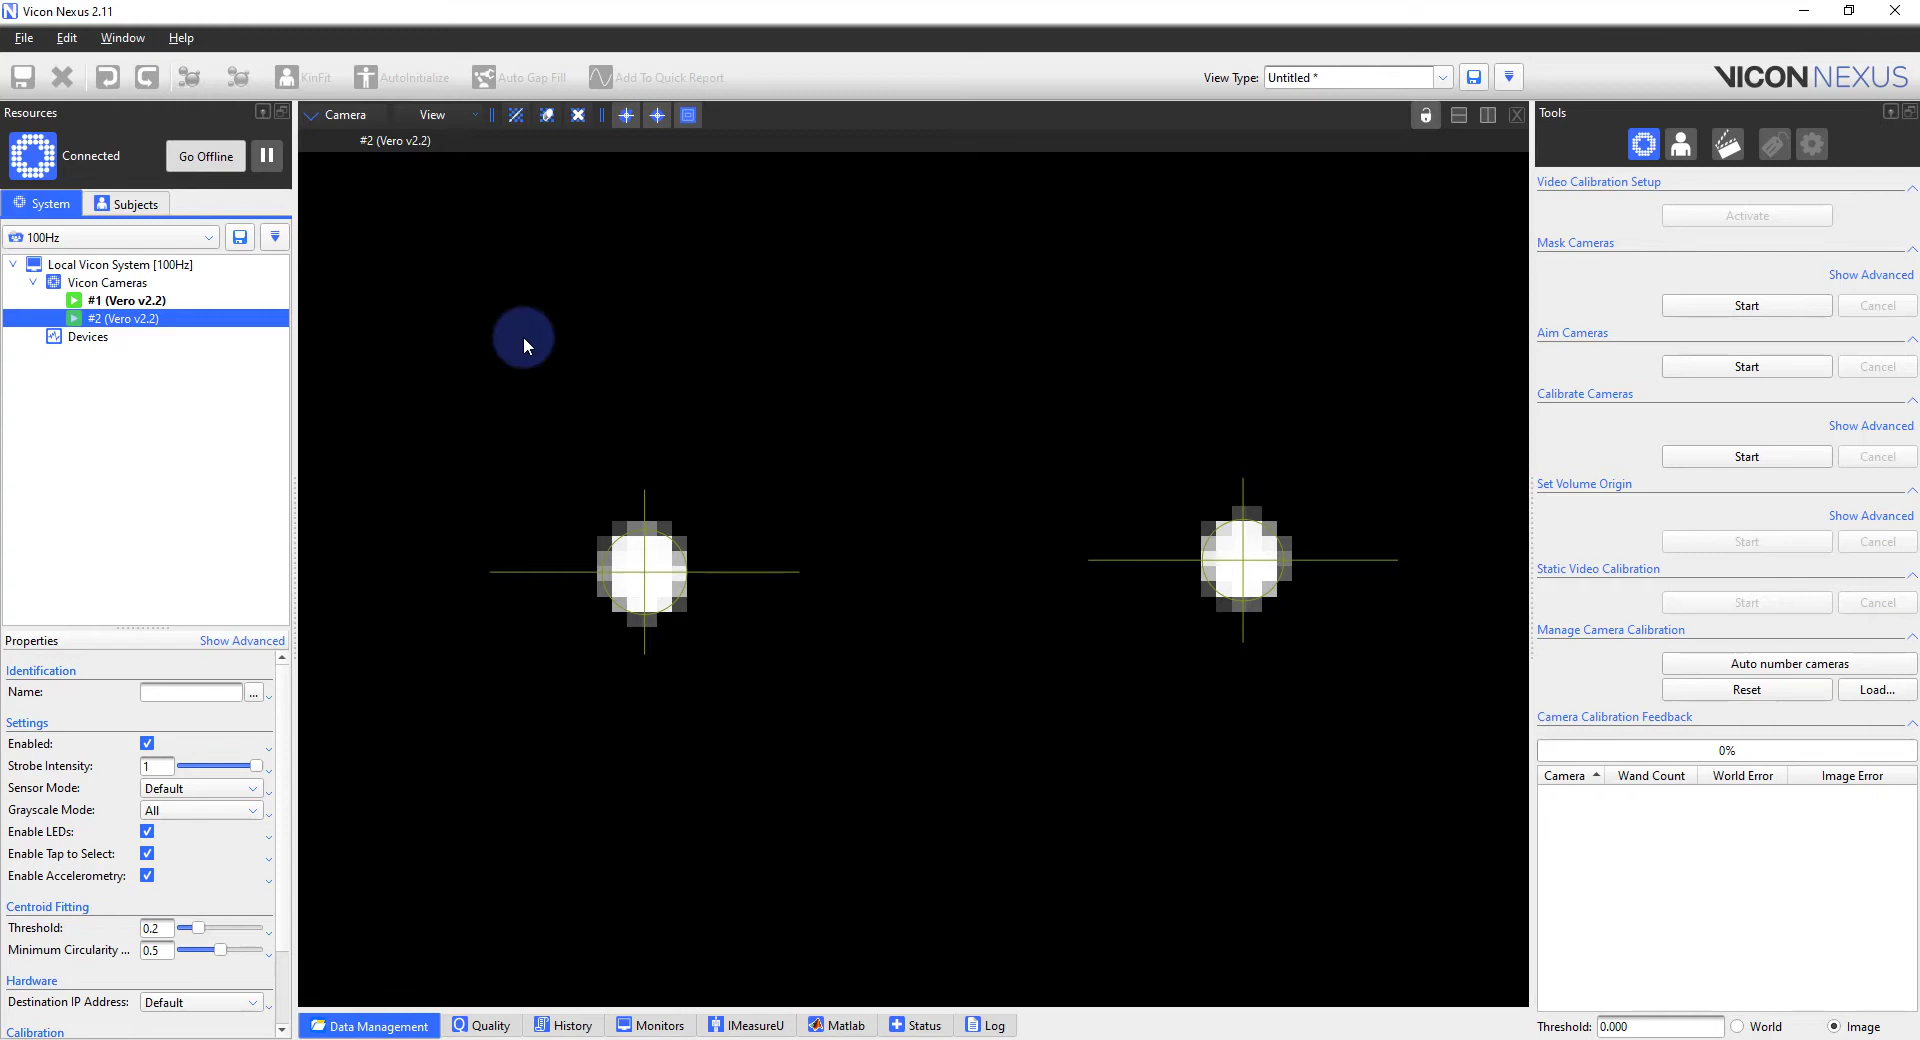 Vicon Nexus 2.11
File Edit Window Help
KinFit AutoInitialize Auto Gap Fill Add To Quick Report View Type: Untitled * VICON NEXUS
Resources
Connected Go Offline
System Subjects
100Hz
Local Vicon System [100Hz]
Vicon Cameras
#1 (Vero v2.2)
#2 (Vero v2.2)
Devices
Properties Show Advanced
Identification
Name: ...
Settings
Enabled:
Strobe Intensity: 1
Sensor Mode: Default
Grayscale Mode: All
Enable LEDs:
Enable Tap to Select:
Enable Accelerometry:
Centroid Fitting
Threshold: 0.2
Minimum Circularity ... 0.5
Hardware
Destination IP Address: Default
Calibration
Camera View
#2 (Vero v2.2)
Data Management Quality History Monitors IMeasureU Matlab Status Log
Tools
Video Calibration Setup
Activate
Mask Cameras
Show Advanced
Start Cancel
Aim Cameras
Start Cancel
Calibrate Cameras
Show Advanced
Start Cancel
Set Volume Origin
Show Advanced
Start Cancel
Static Video Calibration
Start Cancel
Manage Camera Calibration
Auto number cameras
Reset Load...
Camera Calibration Feedback
0%
Camera Wand Count World Error Image Error
Threshold: 0.000 World Image